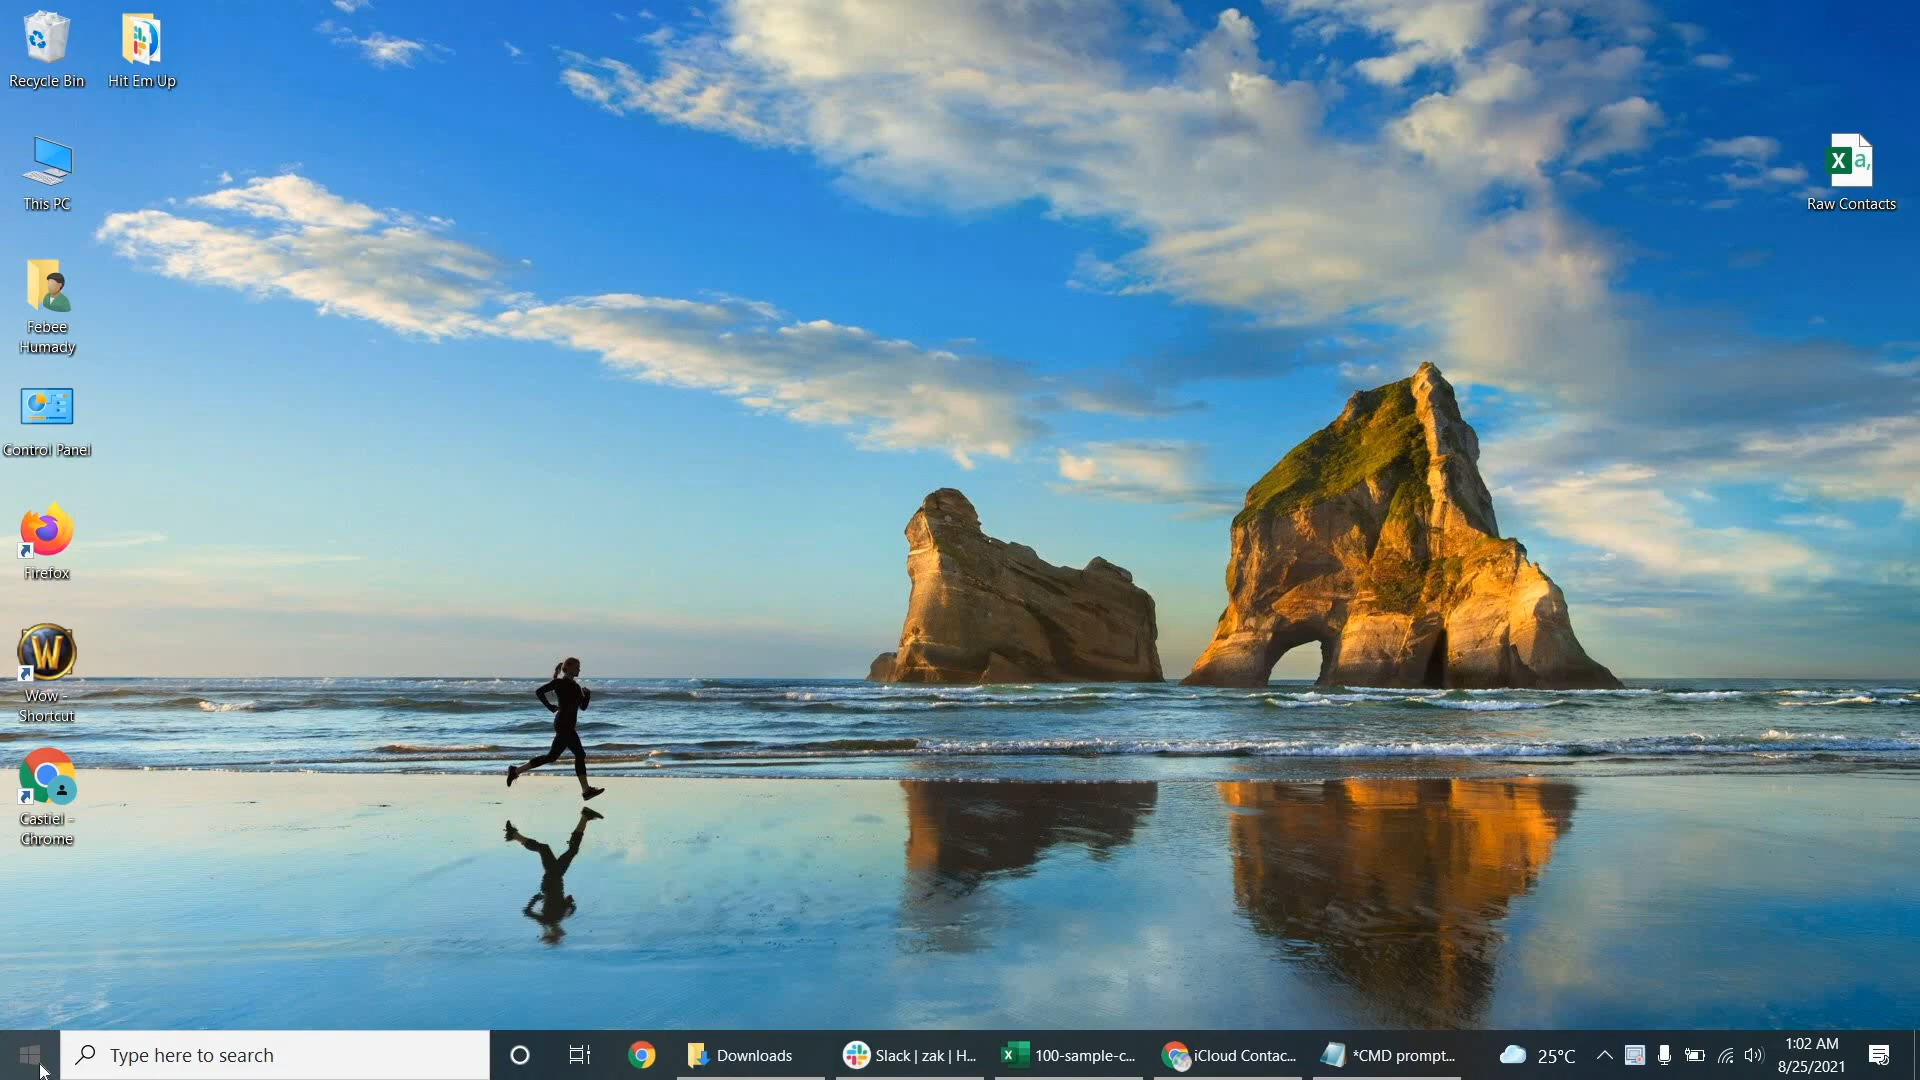 Recycle Bin
Hit Em Up
This PC
Raw Contacts
Febee
Humady
Control Panel
Firefox
Wow -
Shortcut
Castiel -
Chrome
Type here to search
Downloads
Slack | zak | H...
100-sample-c...
iCloud Contac...
*CMD prompt...
25°C
1:02 AM
8/25/2021